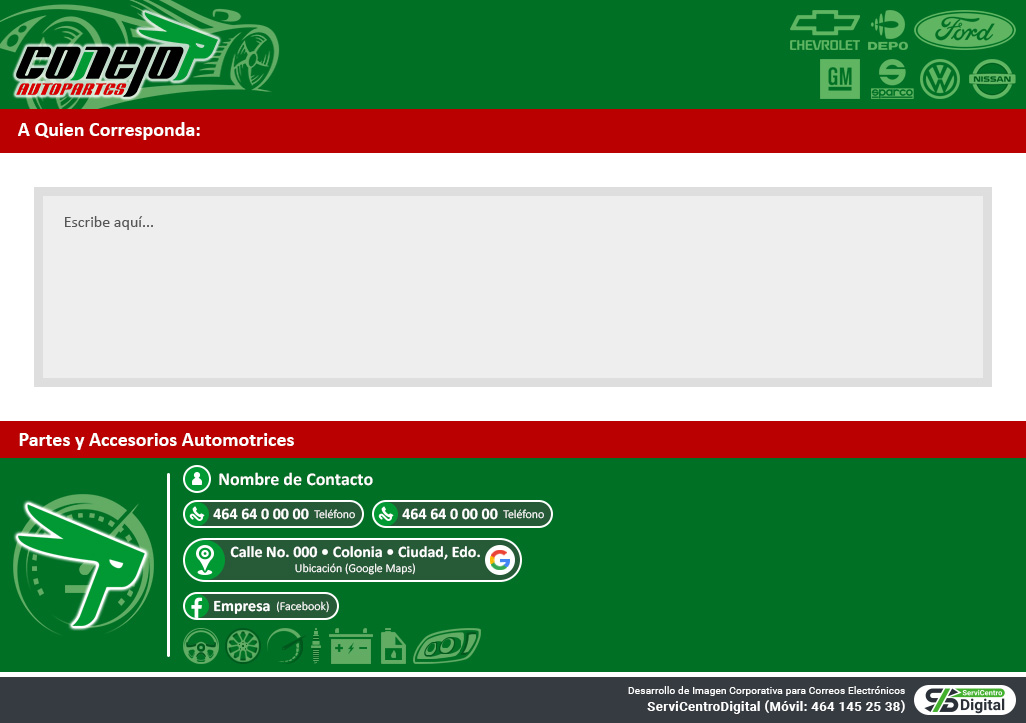 conejo
AUTOPARTES
CHEVROLET
DEPO
Ford
GM
sparco
NISSAN
A Quien Corresponda:
Escribe aquí...
Partes y Accesorios Automotrices
Nombre de Contacto
464 64 0 00 00 Teléfono
464 64 0 00 00 Teléfono
Calle No. 000 • Colonia • Ciudad, Edo.
Ubicación (Google Maps)
Empresa (Facebook)
Desarrollo de Imagen Corporativa para Correos Electrónicos
ServiCentroDigital (Móvil: 464 145 25 38)
ServiCentro
Digital